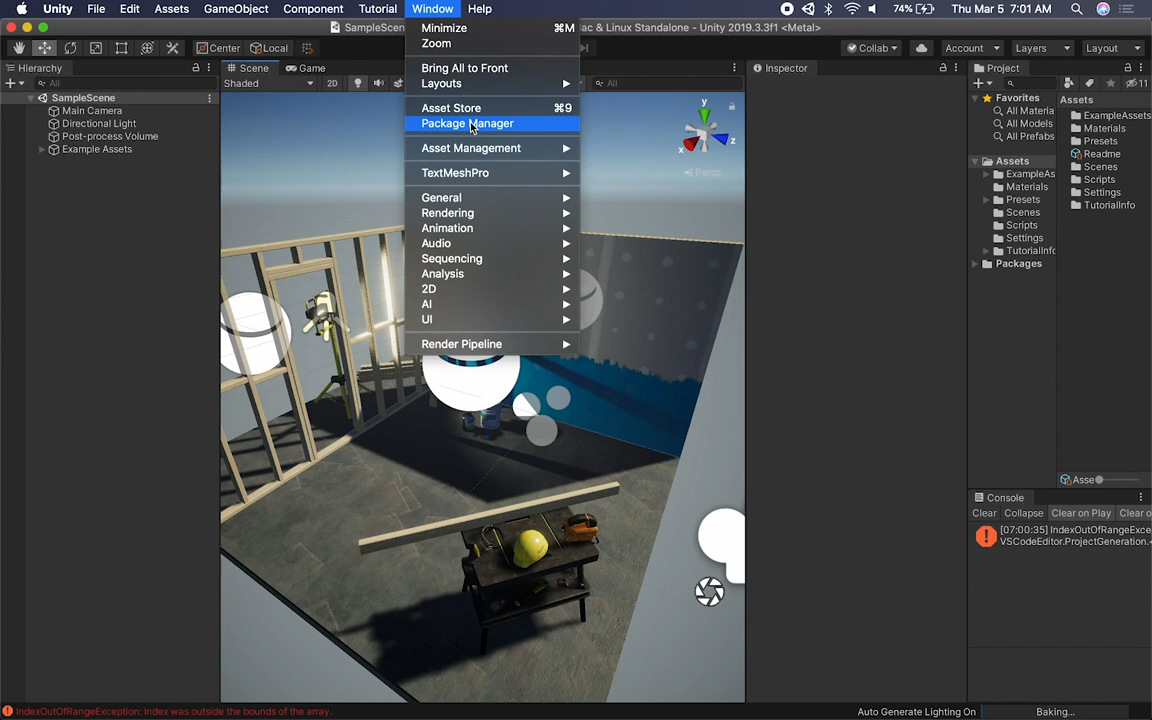 Unity File Edit Assets GameObject Component Tutorial Window Help 74% Thu Mar 5 7:01 AM
SampleScen ac & Linux Standalone - Unity 2019.3.3f1 <Metal>
Center Local Collab Account Layers Layout
Hierarchy Scene Game Inspector Project
All Shaded 2D All 11
SampleScene
Main Camera
Directional Light
Post-process Volume
Example Assets
Minimize ⌘M
Zoom
Bring All to Front
Layouts
Asset Store ⌘9
Package Manager
Asset Management
TextMeshPro
General
Rendering
Animation
Audio
Sequencing
Analysis
2D
AI
UI
Render Pipeline
y
x
z
Persp
Favorites
All Materia
All Models
All Prefabs
Assets
ExampleAs
Materials
Presets
Scenes
Scripts
Settings
TutorialInfo
Packages
Assets
ExampleAssets
Materials
Presets
Readme
Scenes
Scripts
Settings
TutorialInfo
Asse
Console
Clear Collapse Clear on Play Clear o
[07:00:35] IndexOutOfRangeExce
VSCodeEditor.ProjectGeneration.
IndexOutOfRangeException: Index was outside the bounds of the array.
Auto Generate Lighting On Baking...